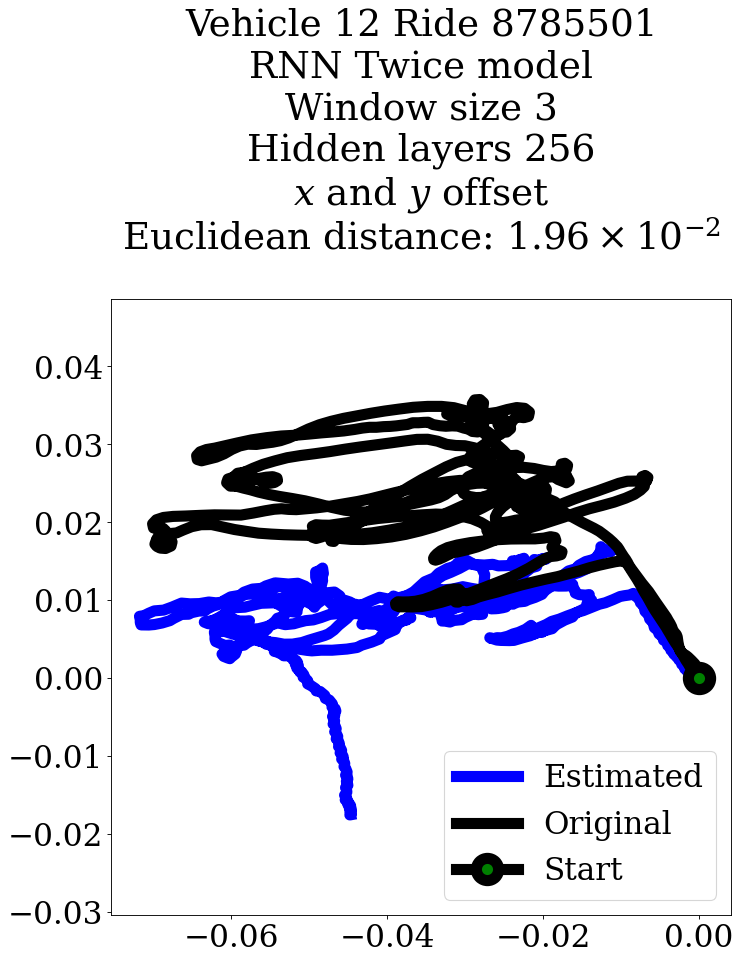 Vehicle 12 Ride 8785501
RNN Twice model
Window size 3
Hidden layers 256
x and y offset
Euclidean distance: 1.96 × 10⁻²
0.04
0.03
0.02
0.01
0.00
−0.01
−0.02
−0.03
Estimated
Original
Start
−0.06 −0.04 −0.02 0.00